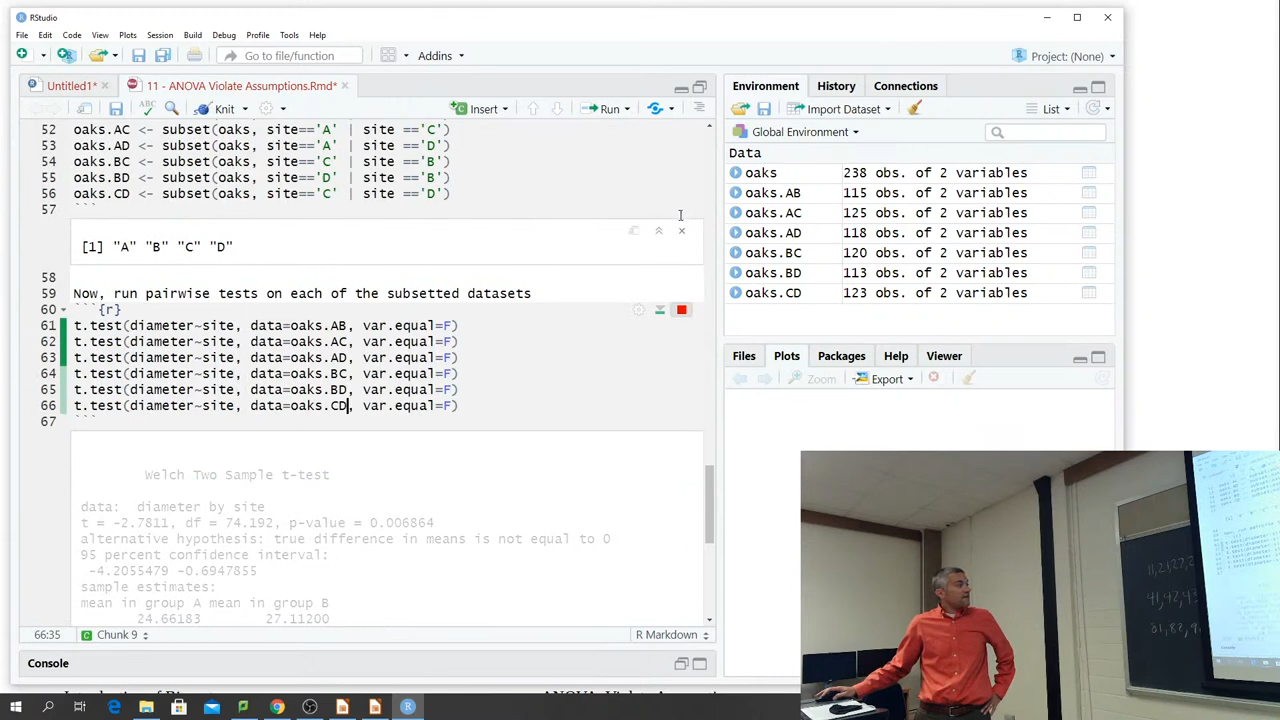 RStudio
File Edit Code View Plots Session Build Debug Profile Tools Help
Go to file/function Addins Project: (None)
Untitled1* 11 - ANOVA Violate Assumptions.Rmd*
Knit Insert Run
52 oaks.AC <- subset(oaks, site=='A' | site =='C')
53 oaks.AD <- subset(oaks, site=='A' | site =='D')
54 oaks.BC <- subset(oaks, site=='C' | site =='B')
55 oaks.BD <- subset(oaks, site=='D' | site =='B')
56 oaks.CD <- subset(oaks, site=='C' | site =='D')
57 ```
[1] "A" "B" "C" "D"
58
59 Now, run pairwise tests on each of the subsetted datasets
60 ```{r}
61 t.test(diameter~site, data=oaks.AB, var.equal=F)
62 t.test(diameter~site, data=oaks.AC, var.equal=F)
63 t.test(diameter~site, data=oaks.AD, var.equal=F)
64 t.test(diameter~site, data=oaks.BC, var.equal=F)
65 t.test(diameter~site, data=oaks.BD, var.equal=F)
66 t.test(diameter~site, data=oaks.CD, var.equal=F)
67 ```
Welch Two Sample t-test
data: diameter by site
t = -2.7811, df = 74.192, p-value = 0.006864
alternative hypothesis: true difference in means is not equal to 0
95 percent confidence interval:
-4.2055479 -0.6947855
sample estimates:
mean in group A mean in group B
24.66183 27.11200
66:35 Chunk 9 R Markdown
Console
Environment History Connections
Import Dataset List
Global Environment
Data
oaks 238 obs. of 2 variables
oaks.AB 115 obs. of 2 variables
oaks.AC 125 obs. of 2 variables
oaks.AD 118 obs. of 2 variables
oaks.BC 120 obs. of 2 variables
oaks.BD 113 obs. of 2 variables
oaks.CD 123 obs. of 2 variables
Files Plots Packages Help Viewer
Zoom Export
11,21,22,2
41,42,43
81,82,9